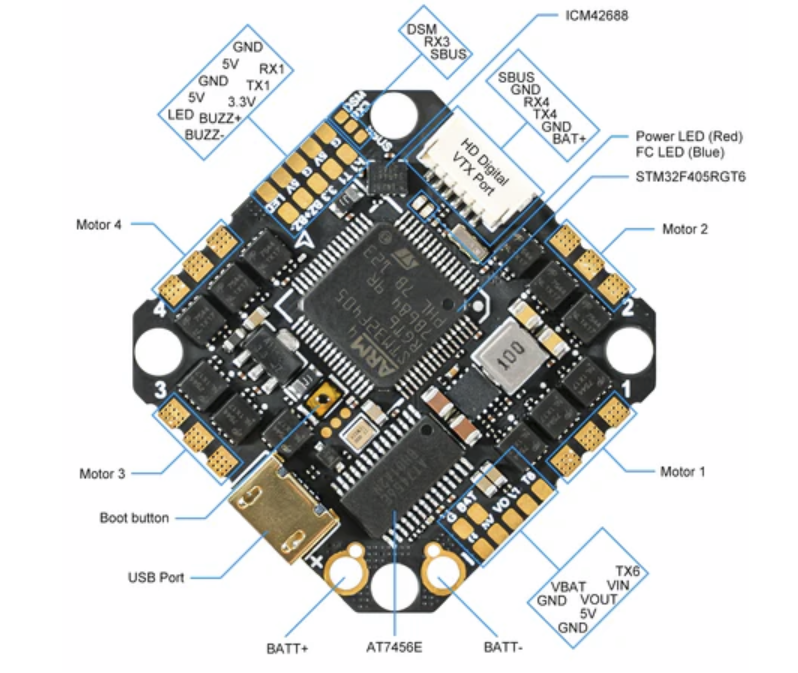 ICM42688
DSM
RX3
SBUS
GND
5V
RX1
GND
TX1
5V
3.3V
LED
BUZZ+
BUZZ-
SBUS
GND
RX4
TX4
GND
BAT+
HD Digital
VTX Port
Power LED (Red)
FC LED (Blue)
STM32F405RGT6
Motor 4
Motor 2
4
2
100
ARM
3
1
Motor 3
Motor 1
Boot button
USB Port
G
BAT
+
TX6
VBAT
VIN
GND
VOUT
5V
GND
BATT+
AT7456E
BATT-